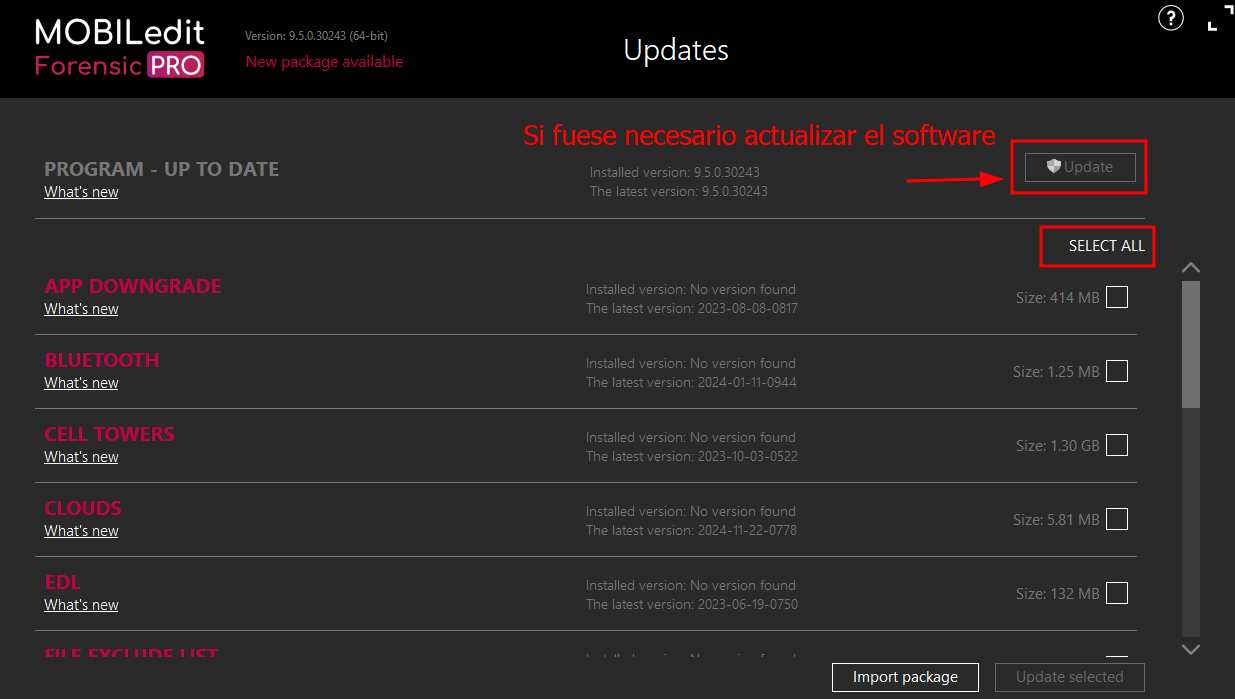 MOBILedit
Forensic PRO
Version: 9.5.0.30243 (64-bit)
New package available
Updates
?
Si fuese necesario actualizar el software
PROGRAM - UP TO DATE
What's new
Installed version: 9.5.0.30243
The latest version: 9.5.0.30243
Update
SELECT ALL
APP DOWNGRADE
What's new
Installed version: No version found
The latest version: 2023-08-08-0817
Size: 414 MB
BLUETOOTH
What's new
Installed version: No version found
The latest version: 2024-01-11-0944
Size: 1.25 MB
CELL TOWERS
What's new
Installed version: No version found
The latest version: 2023-10-03-0522
Size: 1.30 GB
CLOUDS
What's new
Installed version: No version found
The latest version: 2024-11-22-0778
Size: 5.81 MB
EDL
What's new
Installed version: No version found
The latest version: 2023-06-19-0750
Size: 132 MB
FILE EXCLUDE LIST
Installed version: No version found
Import package
Update selected